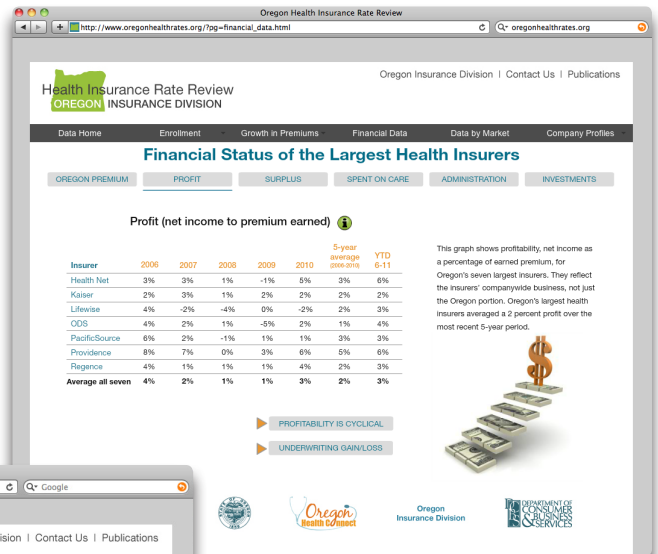 Oregon Health Insurance Rate Review
http://www.oregonhealthrates.org/?pg=financial_data.html
oregonhealthrates.org
Oregon Insurance Division | Contact Us | Publications
Health Insurance Rate Review
OREGON INSURANCE DIVISION
Data Home Enrollment Growth in Premiums Financial Data Data by Market Company Profiles
Financial Status of the Largest Health Insurers
OREGON PREMIUM PROFIT SURPLUS SPENT ON CARE ADMINISTRATION INVESTMENTS
Profit (net income to premium earned)
Insurer 2006 2007 2008 2009 2010 5-year average (2006-2010) YTD 6-11
Health Net 3% 3% 1% -1% 5% 3% 6%
Kaiser 2% 3% 1% 2% 2% 2% 2%
Lifewise 4% -2% -4% 0% -2% 2% 3%
ODS 4% 2% 1% -5% 2% 1% 4%
PacificSource 6% 2% -1% 1% 1% 3% 3%
Providence 8% 7% 0% 3% 6% 5% 6%
Regence 4% 1% 1% 1% 4% 2% 3%
Average all seven 4% 2% 1% 1% 3% 2% 3%
This graph shows profitability, net income as
a percentage of earned premium, for
Oregon's seven largest insurers. They reflect
the insurers' companywide business, not just
the Oregon portion. Oregon's largest health
insurers averaged a 2 percent profit over the
most recent 5-year period.
PROFITABILITY IS CYCLICAL
UNDERWRITING GAIN/LOSS
Oregon
Health Connect
Oregon
Insurance Division
DEPARTMENT OF
CONSUMER
& BUSINESS
SERVICES
Google
ision | Contact Us | Publications